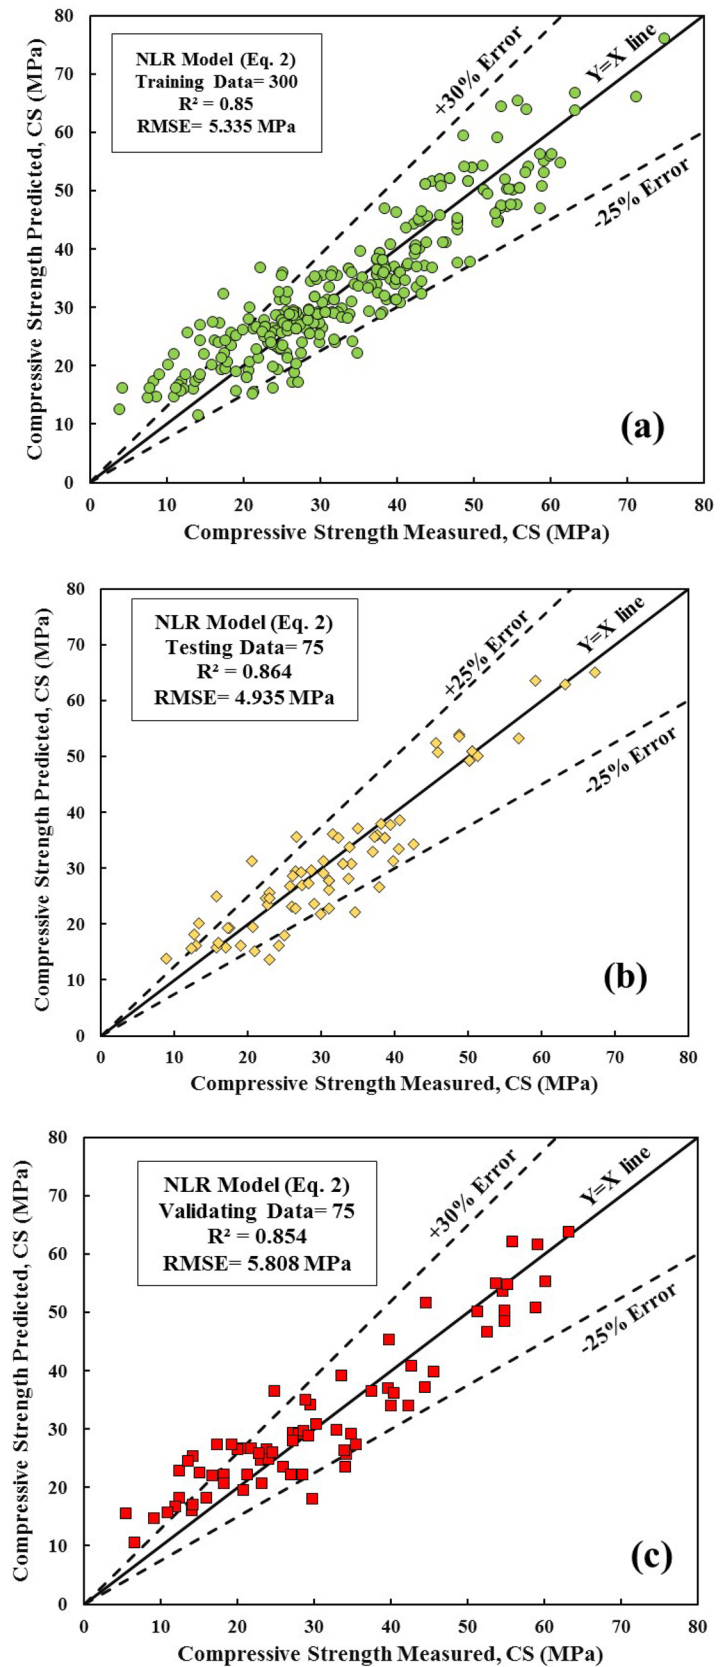 NLR Model (Eq. 2)
Training Data= 300
R² = 0.85
RMSE= 5.335 MPa
+30% Error
Y=X line
-25% Error
(a)
Compressive Strength Predicted, CS (MPa)
80
70
60
50
40
30
20
10
0
0 10 20 30 40 50 60 70 80
Compressive Strength Measured, CS (MPa)
NLR Model (Eq. 2)
Testing Data= 75
R² = 0.864
RMSE= 4.935 MPa
+25% Error
Y=X line
-25% Error
(b)
Compressive Strength Predicted, CS (MPa)
80
70
60
50
40
30
20
10
0
0 10 20 30 40 50 60 70 80
Compressive Strength Measured, CS (MPa)
NLR Model (Eq. 2)
Validating Data= 75
R² = 0.854
RMSE= 5.808 MPa
+30% Error
Y=X line
-25% Error
(c)
Compressive Strength Predicted, CS (MPa)
80
70
60
50
40
30
20
10
0
0 10 20 30 40 50 60 70 80
Compressive Strength Measured, CS (MPa)